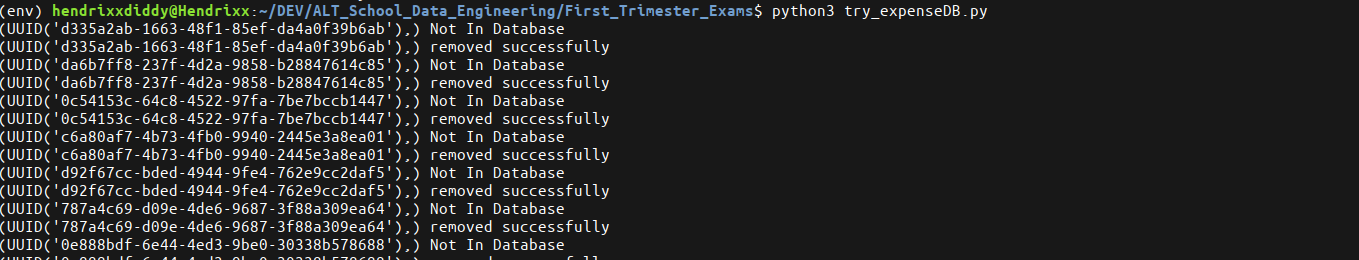 (env) hendrixxdiddy@Hendrixx:~/DEV/ALT_School_Data_Engineering/First_Trimester_Exams$ python3 try_expenseDB.py
(UUID('d335a2ab-1663-48f1-85ef-da4a0f39b6ab'),) Not In Database
(UUID('d335a2ab-1663-48f1-85ef-da4a0f39b6ab'),) removed successfully
(UUID('da6b7ff8-237f-4d2a-9858-b28847614c85'),) Not In Database
(UUID('da6b7ff8-237f-4d2a-9858-b28847614c85'),) removed successfully
(UUID('0c54153c-64c8-4522-97fa-7be7bccb1447'),) Not In Database
(UUID('0c54153c-64c8-4522-97fa-7be7bccb1447'),) removed successfully
(UUID('c6a80af7-4b73-4fb0-9940-2445e3a8ea01'),) Not In Database
(UUID('c6a80af7-4b73-4fb0-9940-2445e3a8ea01'),) removed successfully
(UUID('d92f67cc-bded-4944-9fe4-762e9cc2daf5'),) Not In Database
(UUID('d92f67cc-bded-4944-9fe4-762e9cc2daf5'),) removed successfully
(UUID('787a4c69-d09e-4de6-9687-3f88a309ea64'),) Not In Database
(UUID('787a4c69-d09e-4de6-9687-3f88a309ea64'),) removed successfully
(UUID('0e888bdf-6e44-4ed3-9be0-30338b578688'),) Not In Database